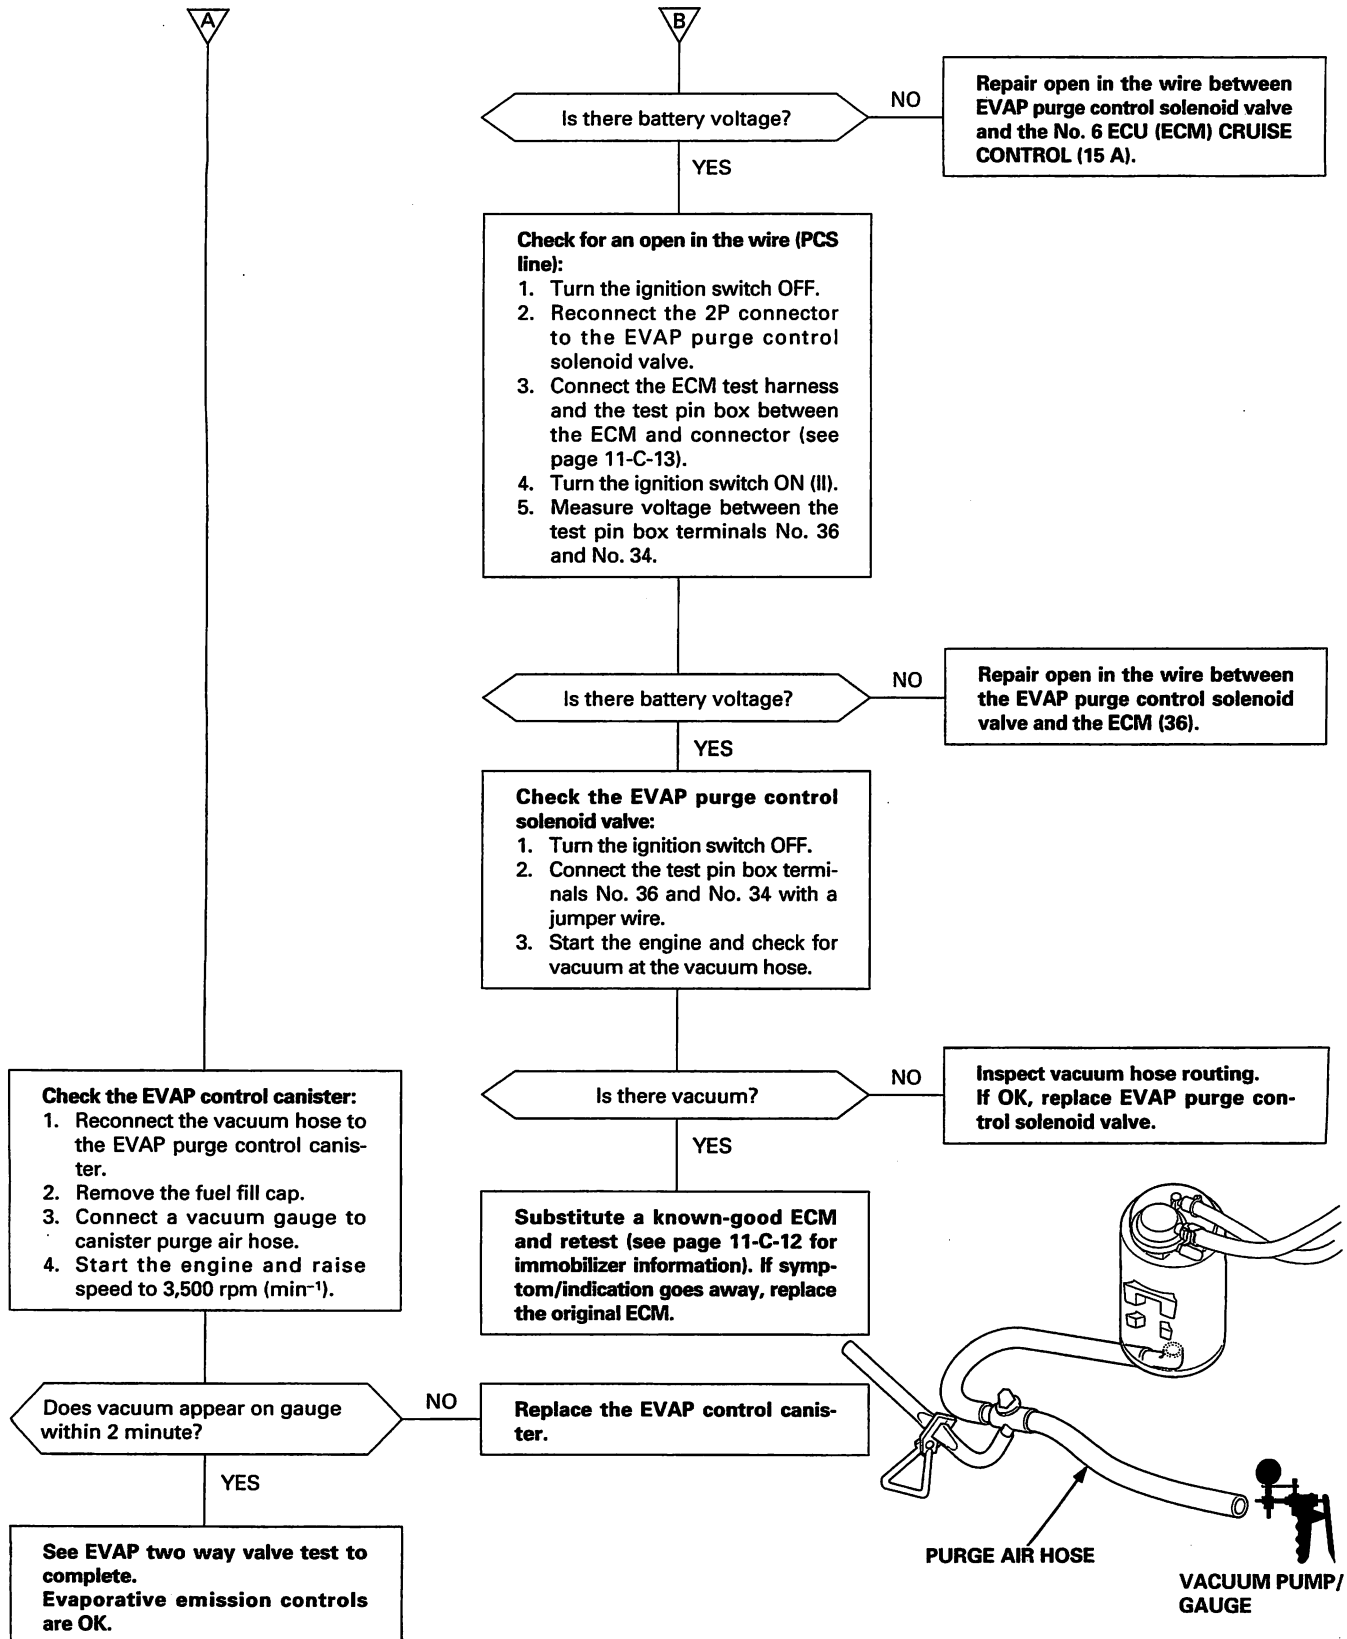 A
B
Is there battery voltage?
NO
Repair open in the wire between
EVAP purge control solenoid valve
and the No. 6 ECU (ECM) CRUISE
CONTROL (15 A).
YES
Check for an open in the wire (PCS
line):
1. Turn the ignition switch OFF.
2. Reconnect the 2P connector
to the EVAP purge control
solenoid valve.
3. Connect the ECM test harness
and the test pin box between
the ECM and connector (see
page 11-C-13).
4. Turn the ignition switch ON (II).
5. Measure voltage between the
test pin box terminals No. 36
and No. 34.
Is there battery voltage?
NO
Repair open in the wire between
the EVAP purge control solenoid
valve and the ECM (36).
YES
Check the EVAP purge control
solenoid valve:
1. Turn the ignition switch OFF.
2. Connect the test pin box termi-
nals No. 36 and No. 34 with a
jumper wire.
3. Start the engine and check for
vacuum at the vacuum hose.
Is there vacuum?
NO
Inspect vacuum hose routing.
If OK, replace EVAP purge con-
trol solenoid valve.
YES
Substitute a known-good ECM
and retest (see page 11-C-12 for
immobilizer information). If symp-
tom/indication goes away, replace
the original ECM.
Check the EVAP control canister:
1. Reconnect the vacuum hose to
the EVAP purge control canis-
ter.
2. Remove the fuel fill cap.
3. Connect a vacuum gauge to
canister purge air hose.
4. Start the engine and raise
speed to 3,500 rpm (min⁻¹).
Does vacuum appear on gauge
within 2 minute?
NO
Replace the EVAP control canis-
ter.
YES
See EVAP two way valve test to
complete.
Evaporative emission controls
are OK.
PURGE AIR HOSE
VACUUM PUMP/
GAUGE